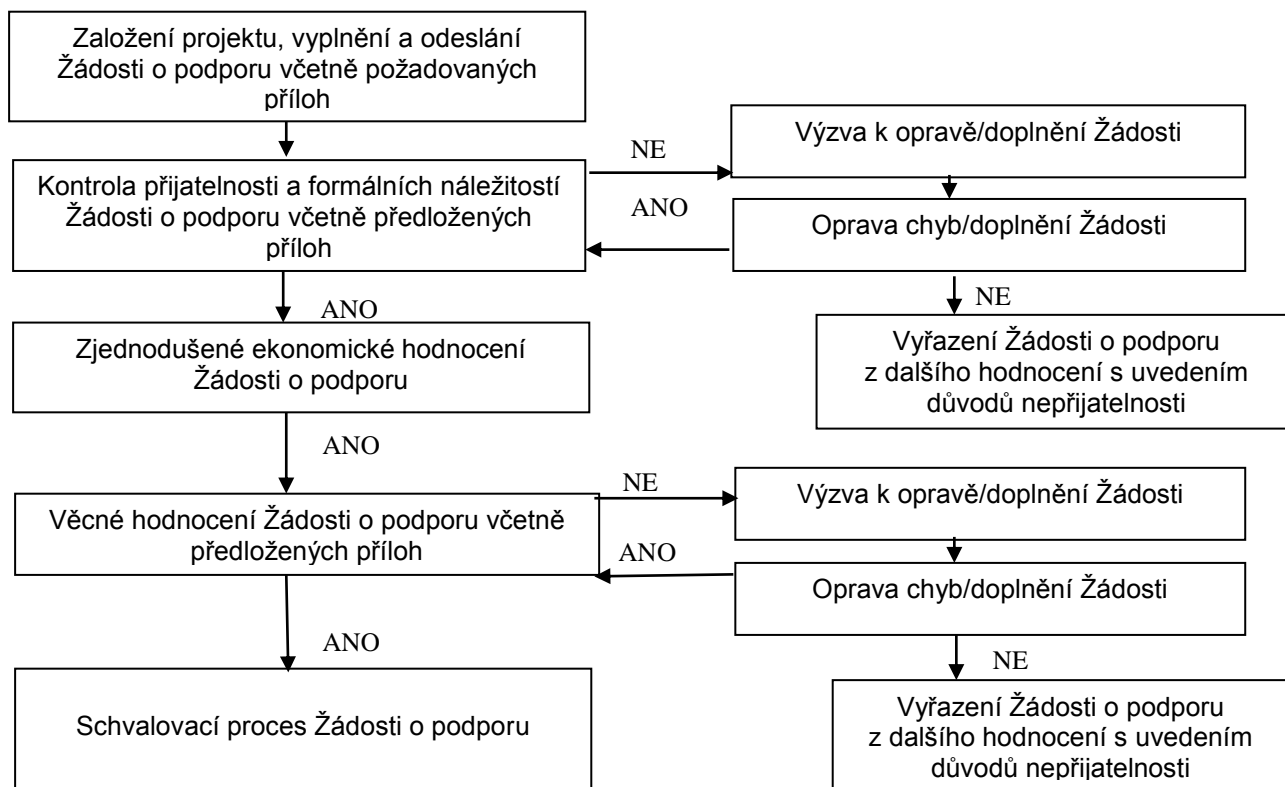 Založení projektu, vyplnění a odeslání
Žádosti o podporu včetně požadovaných
příloh
NE
Výzva k opravě/doplnění Žádosti
Kontrola přijatelnosti a formálních náležitostí
Žádosti o podporu včetně předložených
příloh
ANO
Oprava chyb/doplnění Žádosti
NE
ANO
Vyřazení Žádosti o podporu
z dalšího hodnocení s uvedením
důvodů nepřijatelnosti
Zjednodušené ekonomické hodnocení
Žádosti o podporu
ANO
NE
Výzva k opravě/doplnění Žádosti
Věcné hodnocení Žádosti o podporu včetně
předložených příloh
ANO
Oprava chyb/doplnění Žádosti
ANO
NE
Schvalovací proces Žádosti o podporu
Vyřazení Žádosti o podporu
z dalšího hodnocení s uvedením
důvodů nepřijatelnosti